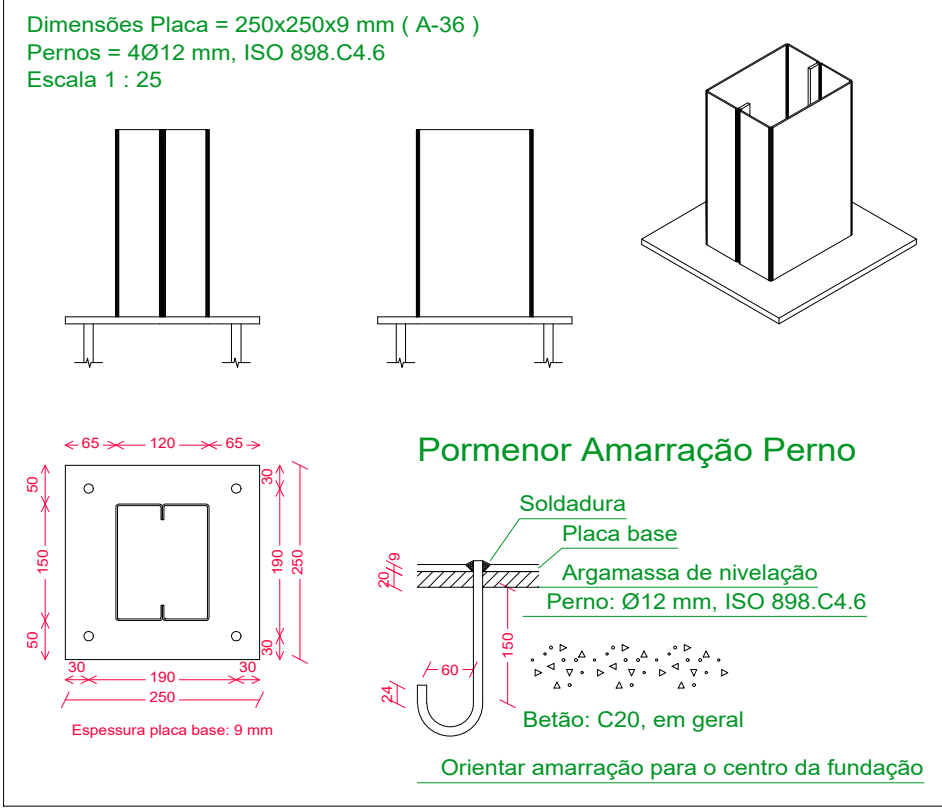 Dimensões Placa = 250x250x9 mm ( A-36 )
Pernos = 4Ø12 mm, ISO 898.C4.6
Escala 1 : 25
65
120
65
50
150
50
30
190
30
250
30
190
30
250
Espessura placa base: 9 mm
Pormenor Amarração Perno
Soldadura
Placa base
Argamassa de nivelação
Perno: Ø12 mm, ISO 898.C4.6
9
20
150
60
24
Betão: C20, em geral
Orientar amarração para o centro da fundação